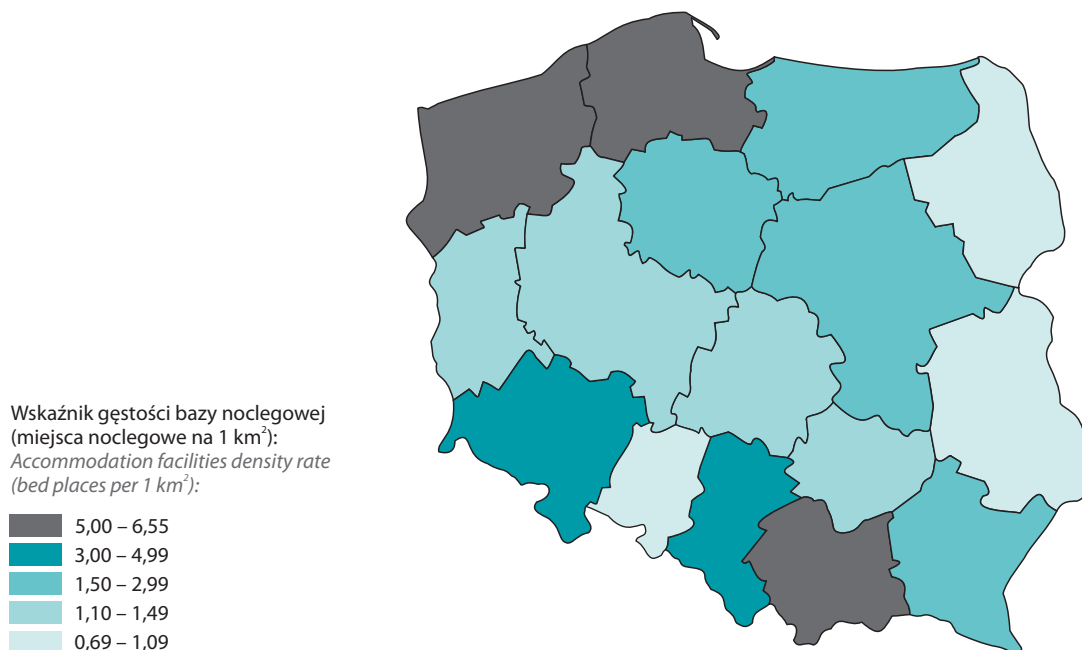 Wskaźnik gęstości bazy noclegowej
(miejsca noclegowe na 1 km²):
Accommodation facilities density rate
(bed places per 1 km²):
5,00 – 6,55
3,00 – 4,99
1,50 – 2,99
1,10 – 1,49
0,69 – 1,09